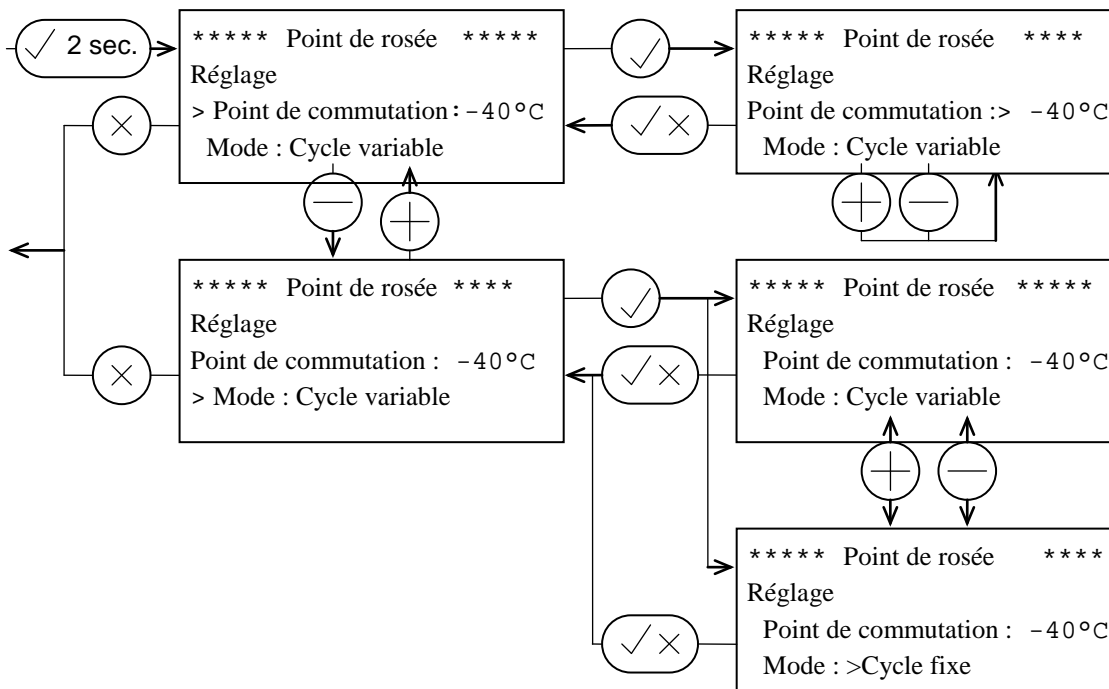 ✓ 2 sec.
***** Point de rosée *****
Réglage
> Point de commutation : -40°C
Mode : Cycle variable
***** Point de rosée ****
Réglage
Point de commutation :> -40°C
Mode : Cycle variable
***** Point de rosée ****
Réglage
Point de commutation : -40°C
> Mode : Cycle variable
***** Point de rosée *****
Réglage
Point de commutation : -40°C
Mode : Cycle variable
***** Point de rosée ****
Réglage
Point de commutation : -40°C
Mode : >Cycle fixe